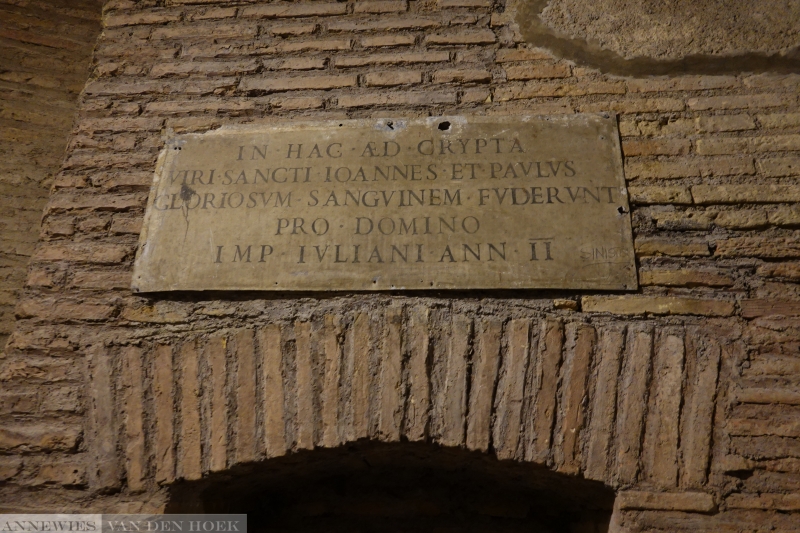 IN · HAC · ÆD · CRYPTA
VIRI · SANCTI · IOANNES · ET · PAVLVS
GLORIOSVM · SANGVINEM · FVDERVNT
PRO · DOMINO
IMP · IVLIANI · ANN · II
ANNEWIES VAN DEN HOEK